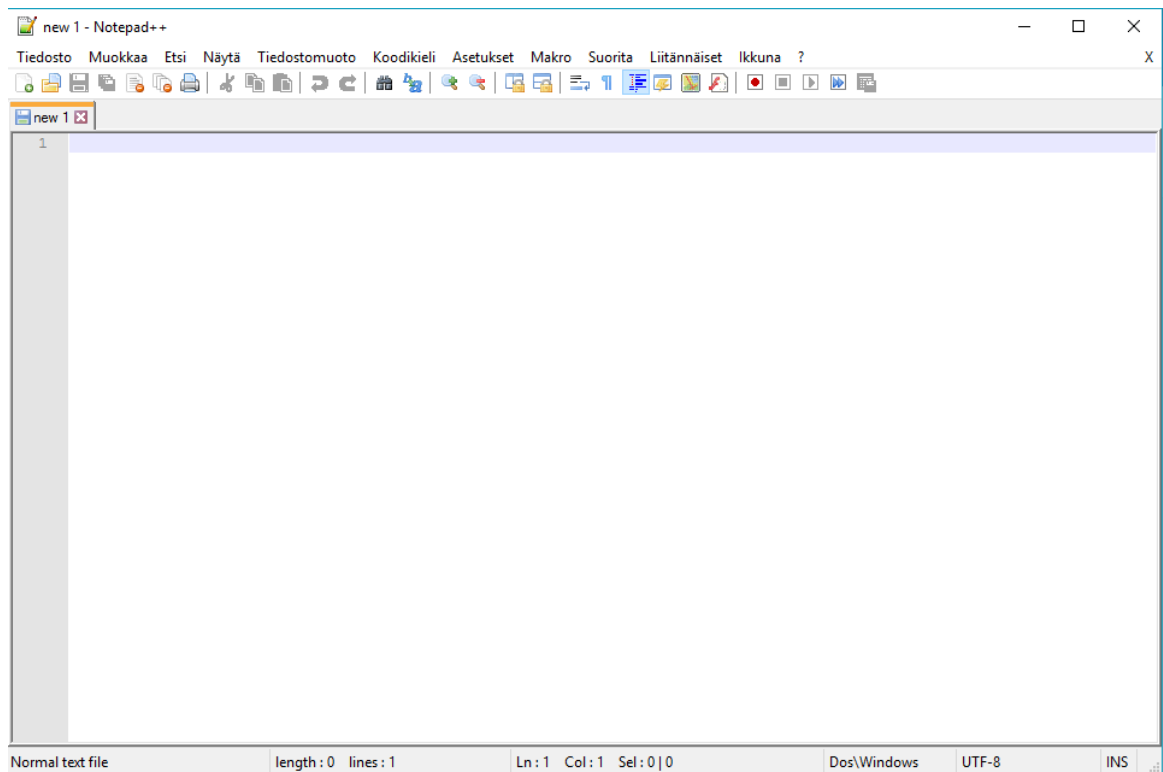 new 1 - Notepad++
Tiedosto Muokkaa Etsi Näytä Tiedostomuoto Koodikieli Asetukset Makro Suorita Liitännäiset Ikkuna ? X
new 1
1
Normal text file length : 0 lines : 1 Ln : 1 Col : 1 Sel : 0 | 0 Dos\Windows UTF-8 INS